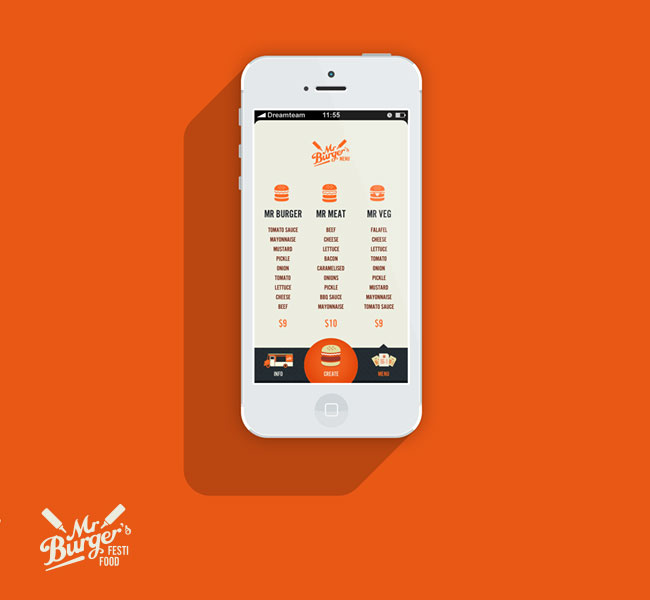 Dreamteam 11:55
Mr
Burger's
MENU
MR BURGER
TOMATO SAUCE
MAYONNAISE
MUSTARD
PICKLE
ONION
TOMATO
LETTUCE
CHEESE
BEEF
$9
MR MEAT
BEEF
CHEESE
LETTUCE
BACON
CARAMELISED
ONIONS
PICKLE
BBQ SAUCE
MAYONNAISE
$10
MR VEG
FALAFEL
CHEESE
LETTUCE
TOMATO
ONION
PICKLE
MUSTARD
MAYONNAISE
TOMATO SAUCE
$9
INFO
CREATE
MENU
Mr
Burger's
FESTI
FOOD